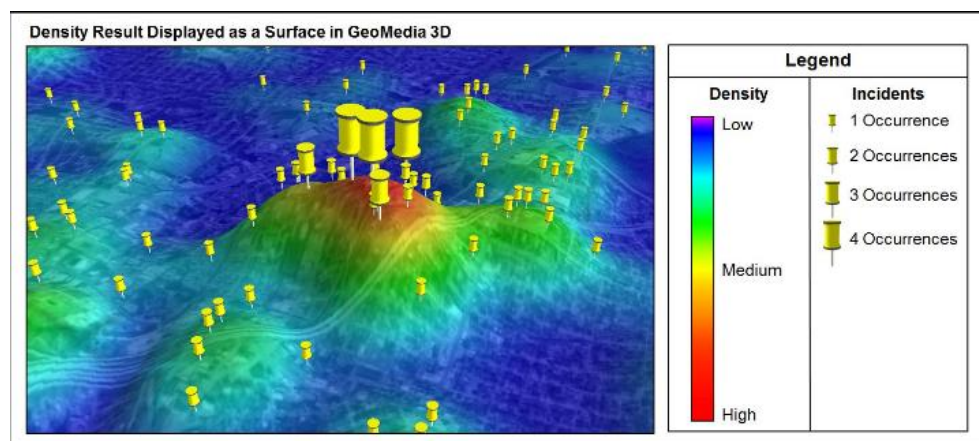 Density Result Displayed as a Surface in GeoMedia 3D
Legend
Density
Low
Medium
High
Incidents
1 Occurrence
2 Occurrences
3 Occurrences
4 Occurrences